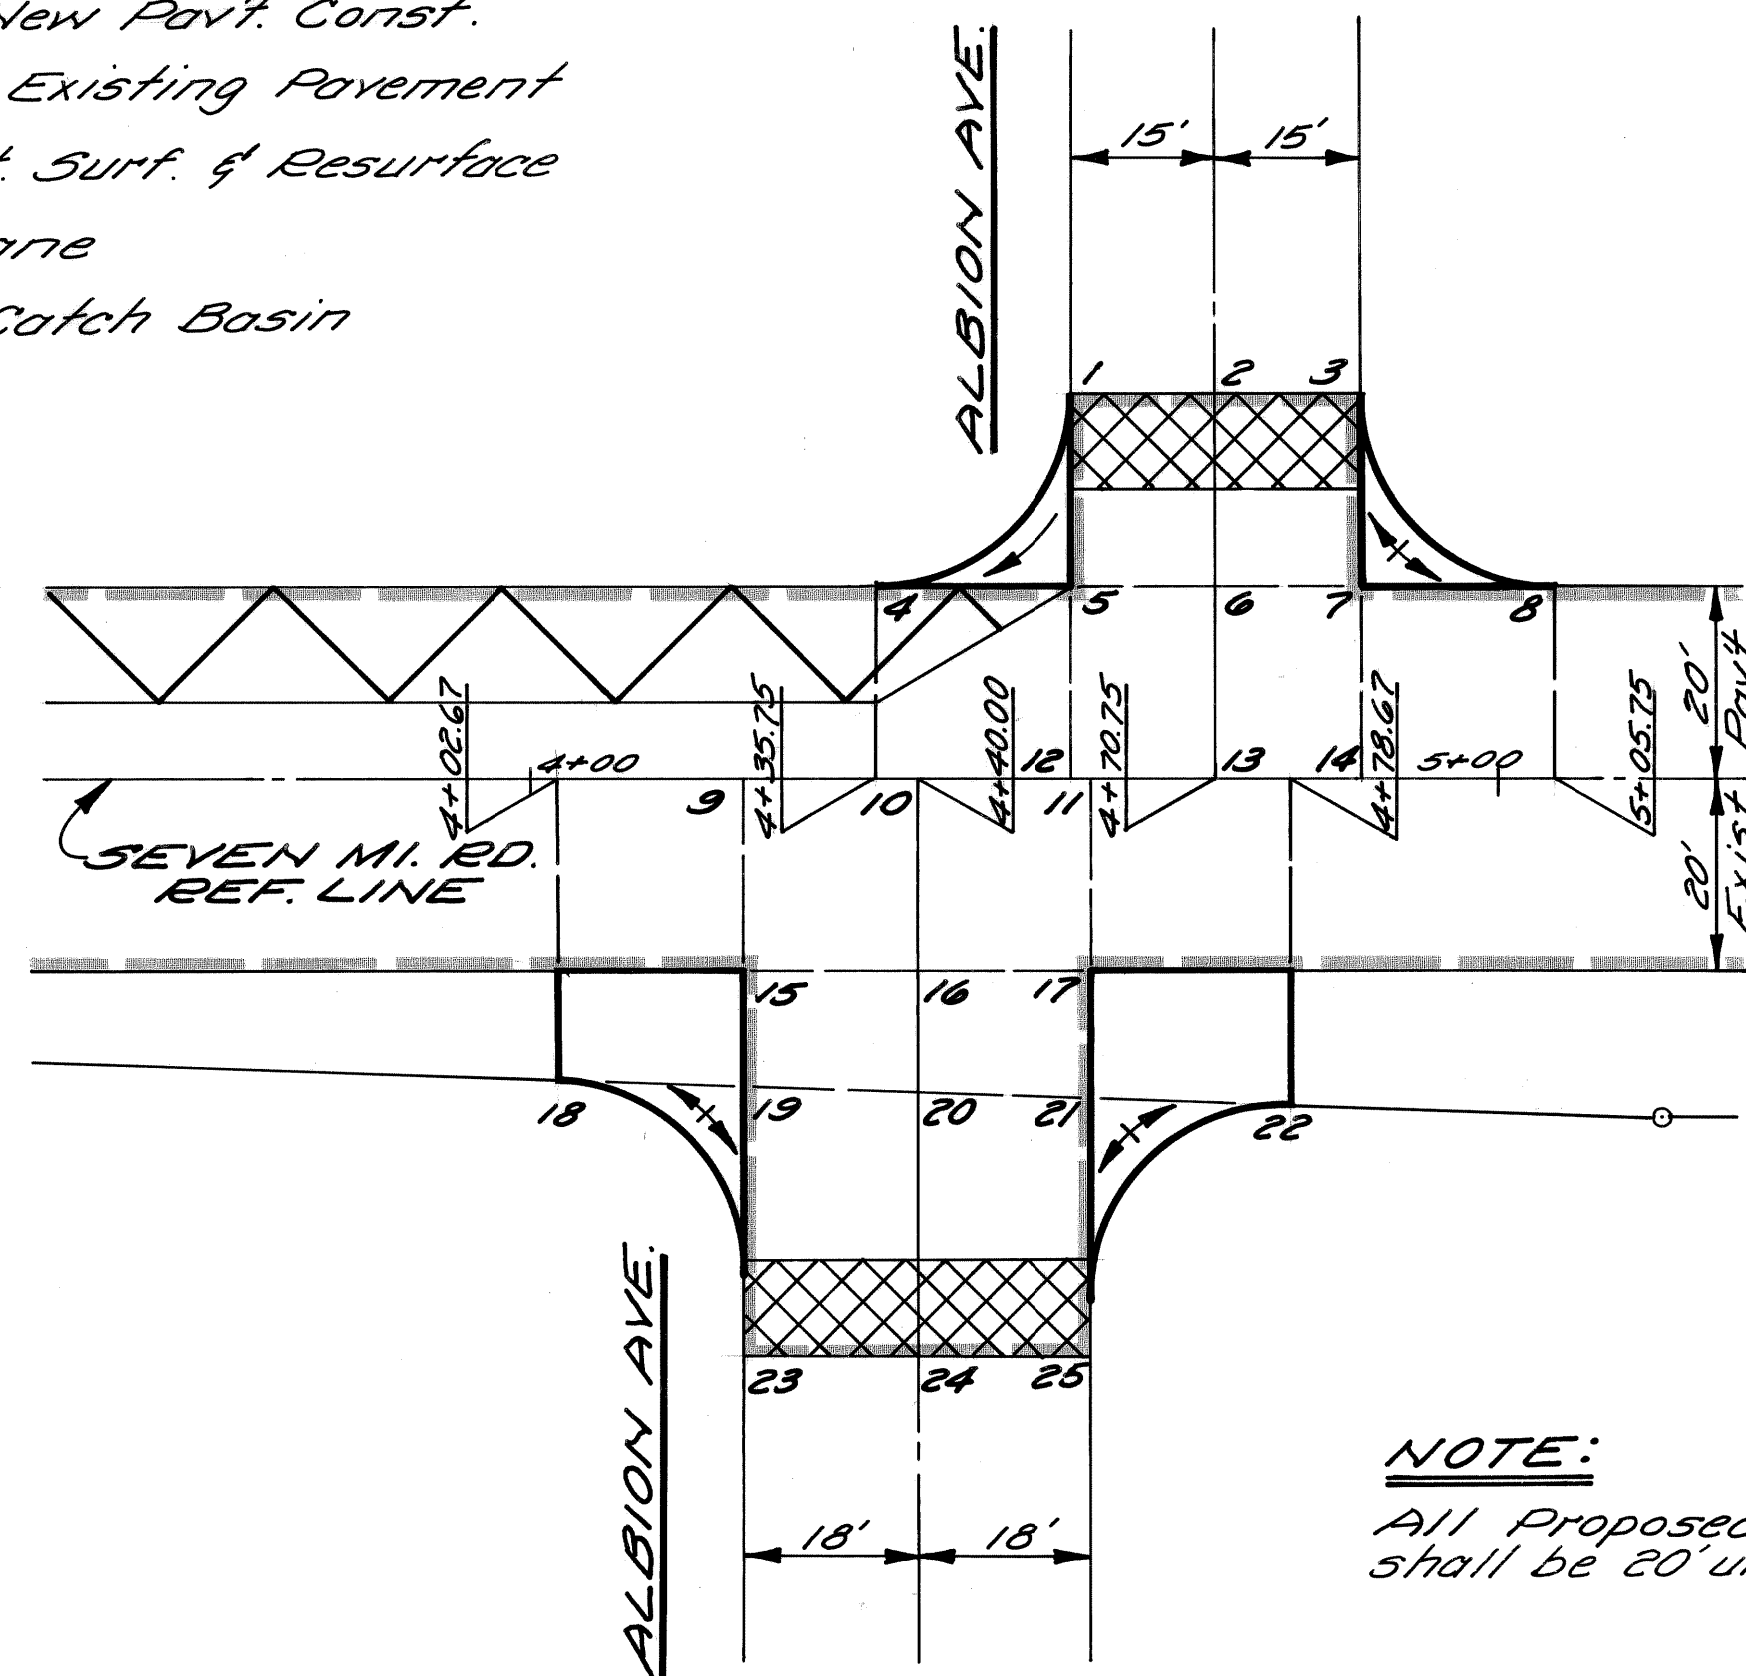 New Pav't. Const.
Existing Pavement
Surf. & Resurface
Catch Basin
ALBION AVE.
15' 15'
1 2 3
4 5 6 7 8
4+02.67
4+35.75
4+40.00
4+70.75
4+78.67
5+05.75
20'
Pav't
4+00
12 13 14
5+00
9 10 11
SEVEN MI. RD.
REF. LINE
20'
Exist
15 16 17
18 19 20 21 22
ALBION AVE.
23 24 25
18' 18'
NOTE:
All Proposed
shall be 20'